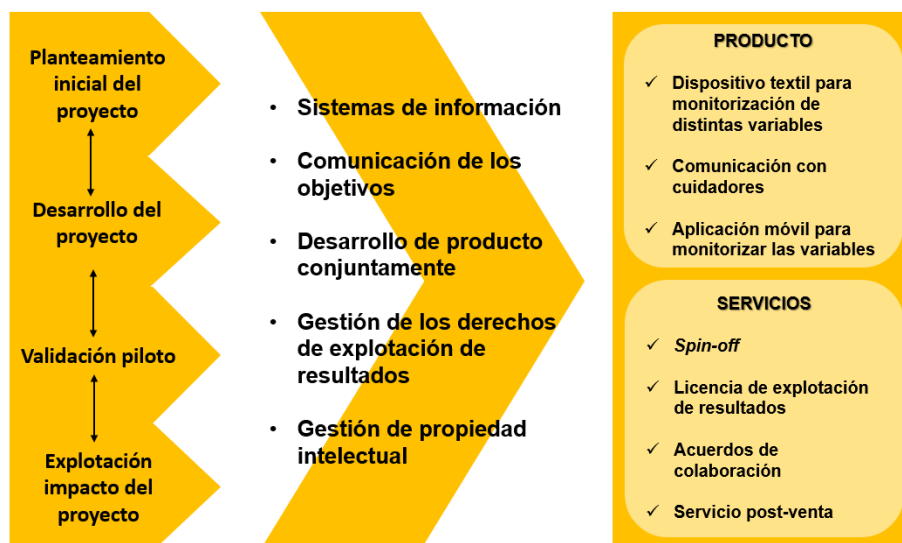 Planteamiento
inicial del
proyecto
Desarrollo del
proyecto
Validación piloto
Explotación
impacto del
proyecto
• Sistemas de información
• Comunicación de los
objetivos
• Desarrollo de producto
conjuntamente
• Gestión de los derechos
de explotación de
resultados
• Gestión de propiedad
intelectual
PRODUCTO
✓ Dispositivo textil para
monitorización de
distintas variables
✓ Comunicación con
cuidadores
✓ Aplicación móvil para
monitorizar las variables
SERVICIOS
✓ Spin-off
✓ Licencia de explotación
de resultados
✓ Acuerdos de
colaboración
✓ Servicio post-venta